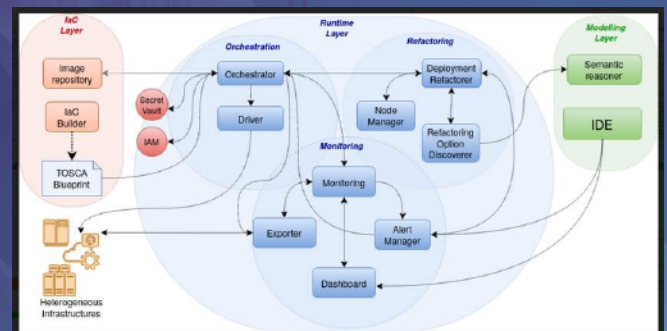 IaC
Layer
Image
repository
IaC
Builder
TOSCA
Blueprint
Heterogeneous
Infrastructures
Runtime
Layer
Orchestration
Orchestrator
Secret
Vault
IAM
Driver
Refactoring
Deployment
Refactorer
Node
Manager
Refactoring
Option
Discoverer
Monitoring
Monitoring
Exporter
Alert
Manager
Dashboard
Modelling
Layer
Semantic
reasoner
IDE